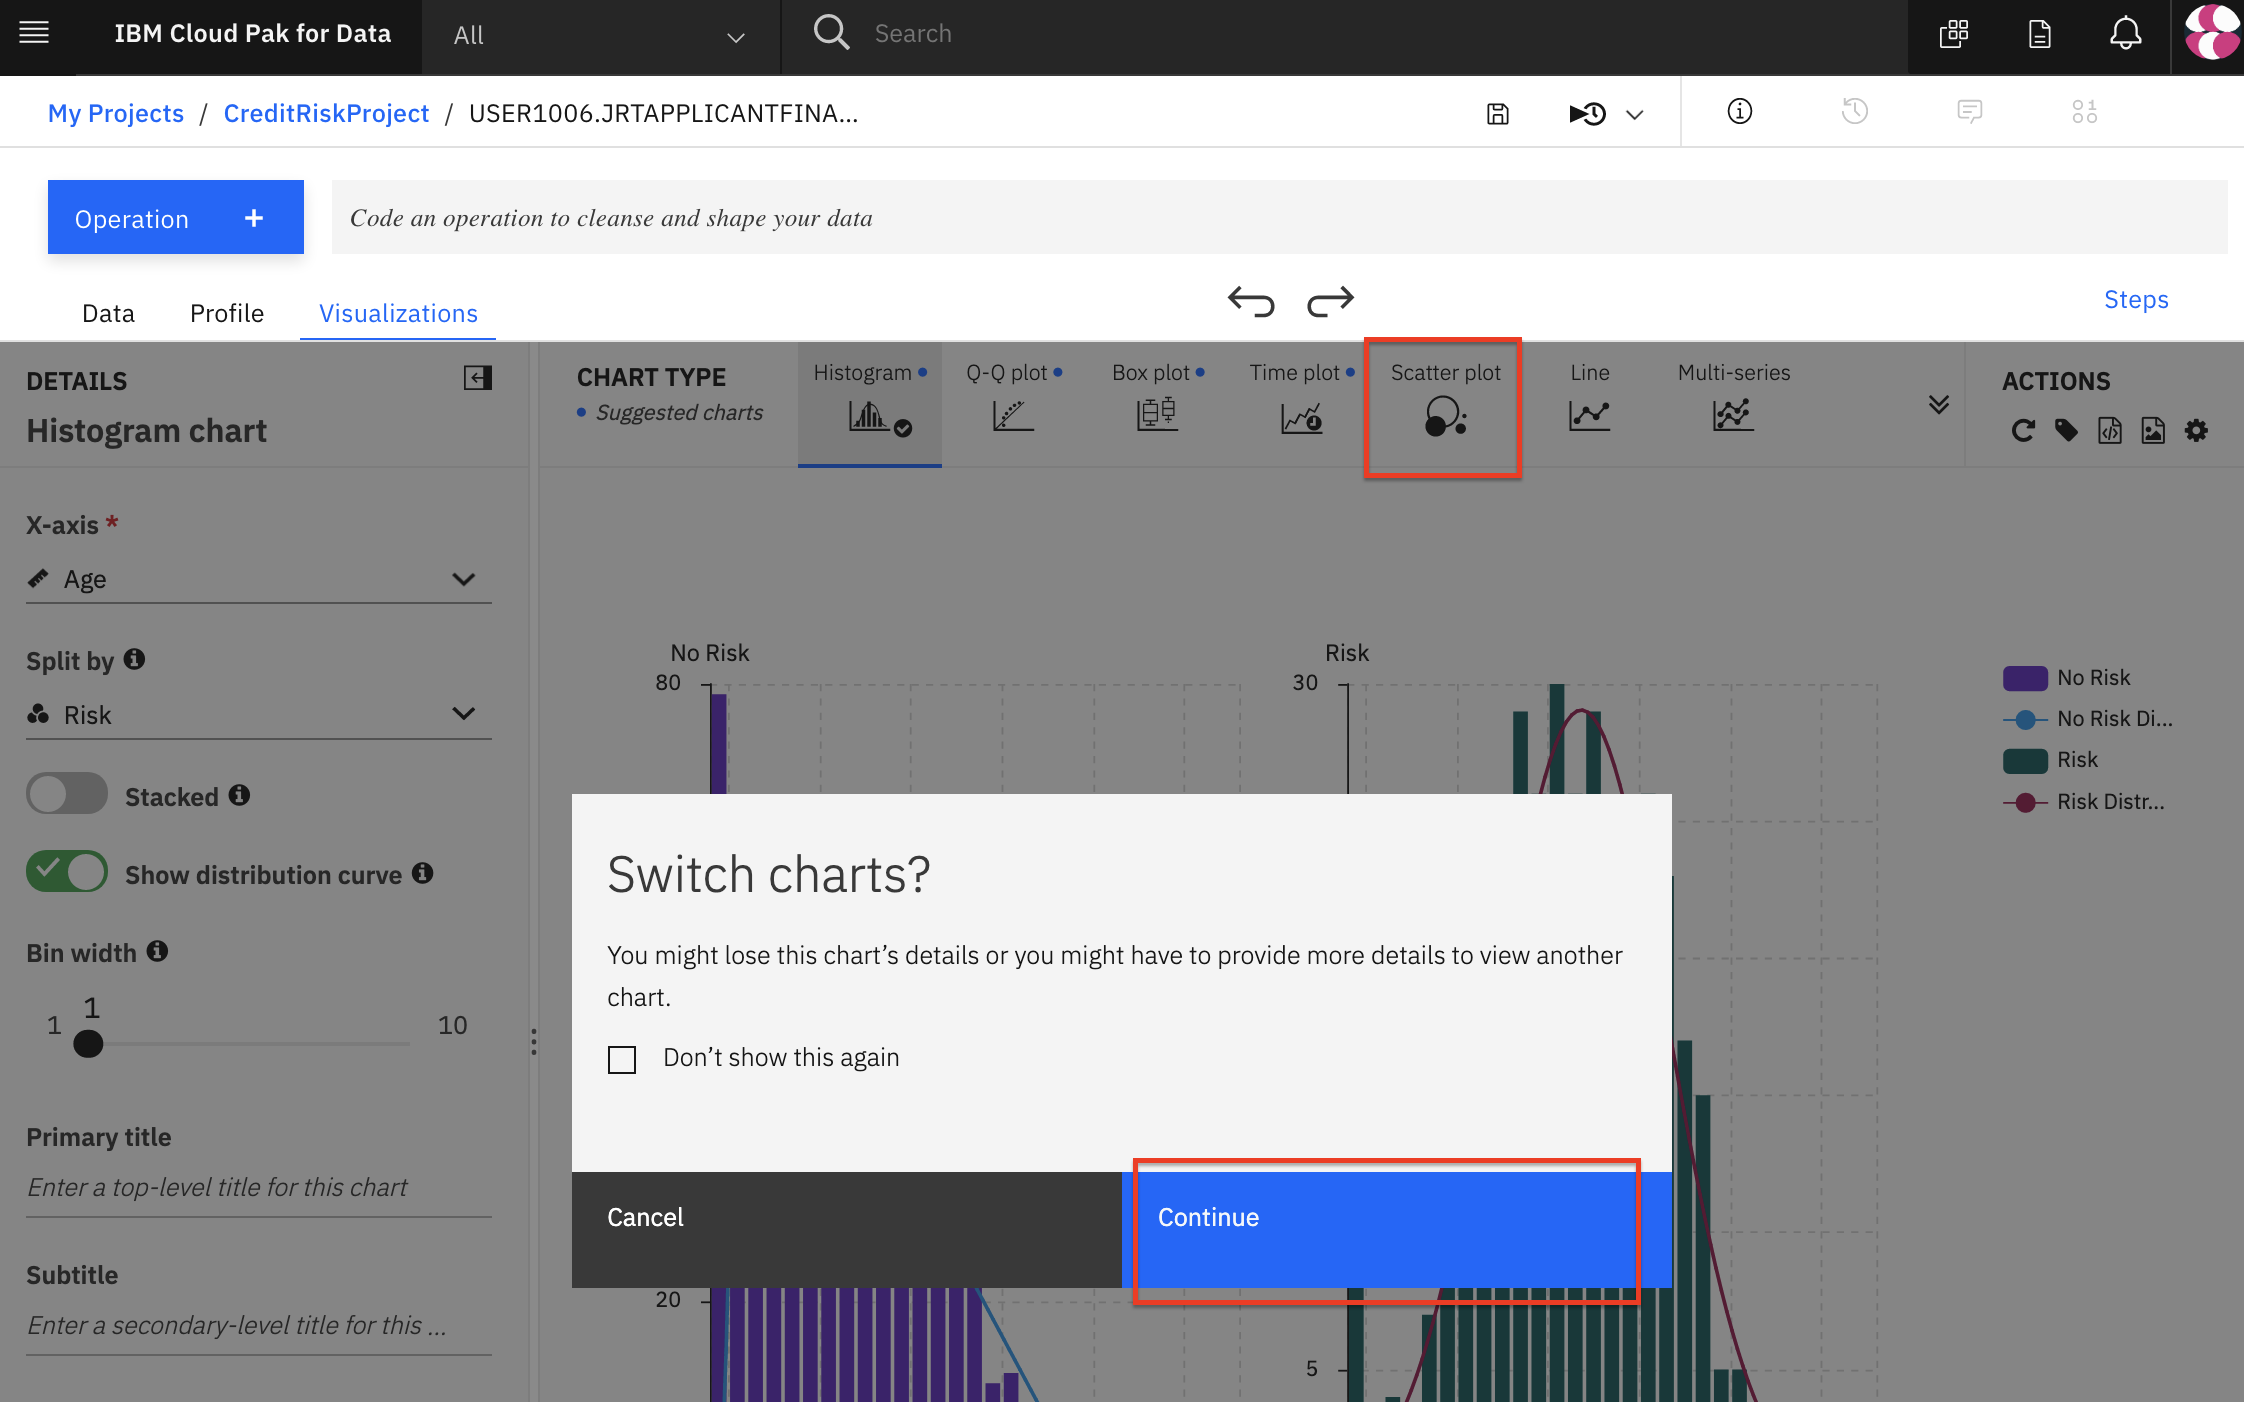 IBM Cloud Pak for Data
All
Search
My Projects / CreditRiskProject / USER1006.JRTAPPLICANTFINA...
Operation +
Code an operation to cleanse and shape your data
Data
Profile
Visualizations
Steps
DETAILS
Histogram chart
CHART TYPE
Suggested charts
Histogram
Q-Q plot
Box plot
Time plot
Scatter plot
Line
Multi-series
ACTIONS
X-axis *
Age
Split by
Risk
Stacked
Show distribution curve
Bin width
1
1
10
Primary title
Enter a top-level title for this chart
Subtitle
Enter a secondary-level title for this ...
No Risk
80
20
Risk
30
5
No Risk
No Risk Di...
Risk
Risk Distr...
Switch charts?
You might lose this chart’s details or you might have to provide more details to view another
chart.
Don’t show this again
Cancel
Continue